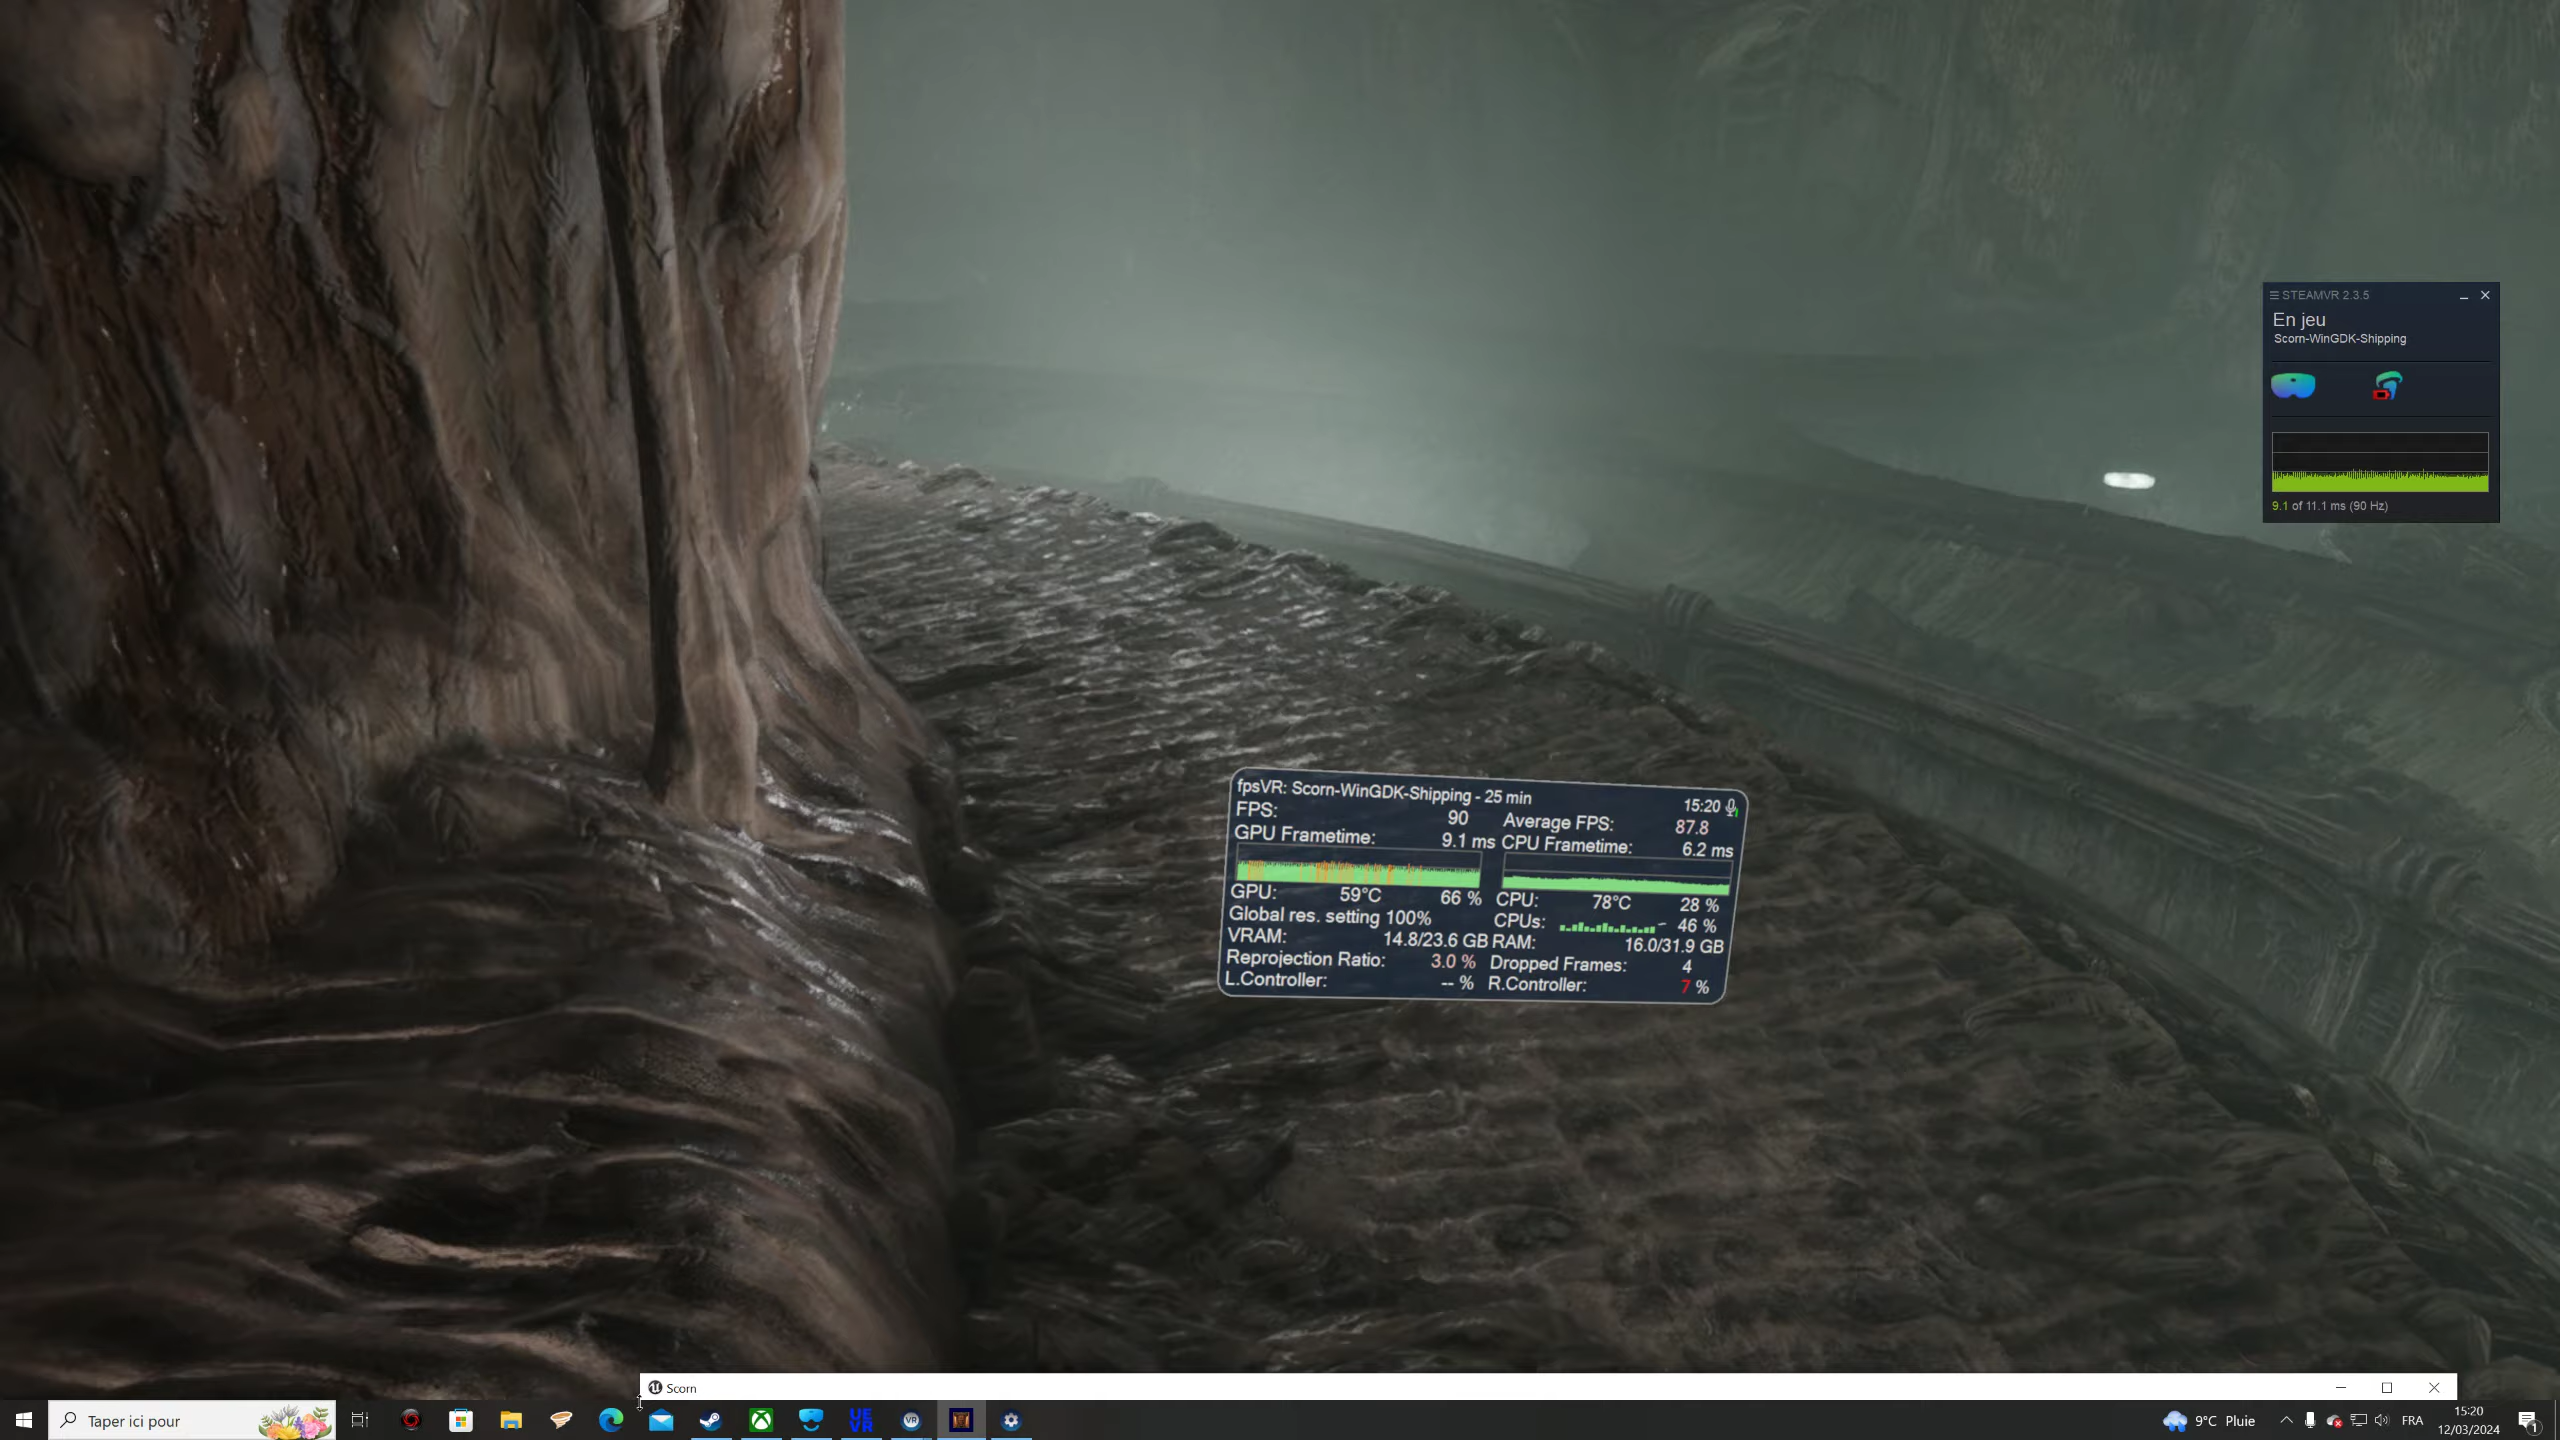 STEAMVR 2.3.5
En jeu
Scorn-WinGDK-Shipping
9.1 of 11.1 ms (90 Hz)
fpsVR: Scorn-WinGDK-Shipping - 25 min 15:20
FPS: 90 Average FPS: 87.8
GPU Frametime: 9.1 ms CPU Frametime: 6.2 ms
GPU: 59°C 66 % CPU: 78°C 28 %
Global res. setting 100% CPUs: 46 %
VRAM: 14.8/23.6 GB RAM: 16.0/31.9 GB
Reprojection Ratio: 3.0 % Dropped Frames: 4
L.Controller: -- % R.Controller: 7 %
Scorn
Taper ici pour
UE
VR
VR
9°C Pluie
FRA
15:20
12/03/2024
1